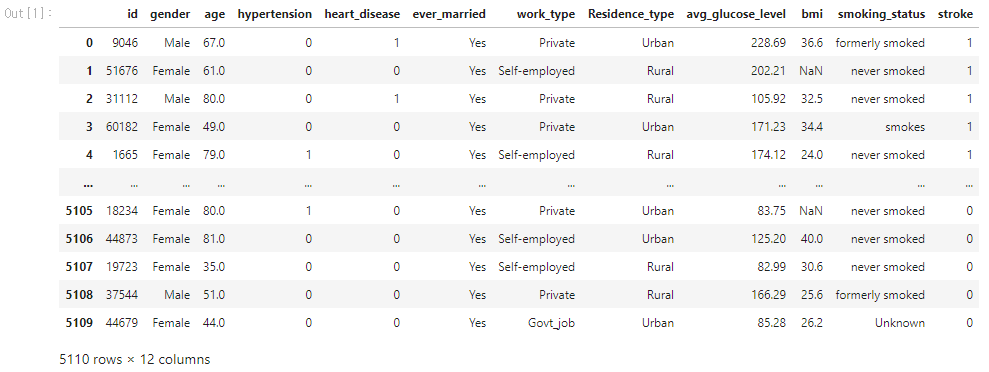 Out[1]:
id gender age hypertension heart_disease ever_married work_type Residence_type avg_glucose_level bmi smoking_status stroke
0 9046 Male 67.0 0 1 Yes Private Urban 228.69 36.6 formerly smoked 1
1 51676 Female 61.0 0 0 Yes Self-employed Rural 202.21 NaN never smoked 1
2 31112 Male 80.0 0 1 Yes Private Rural 105.92 32.5 never smoked 1
3 60182 Female 49.0 0 0 Yes Private Urban 171.23 34.4 smokes 1
4 1665 Female 79.0 1 0 Yes Self-employed Rural 174.12 24.0 never smoked 1
... ... ... ... ... ... ... ... ... ... ... ... ...
5105 18234 Female 80.0 1 0 Yes Private Urban 83.75 NaN never smoked 0
5106 44873 Female 81.0 0 0 Yes Self-employed Urban 125.20 40.0 never smoked 0
5107 19723 Female 35.0 0 0 Yes Self-employed Rural 82.99 30.6 never smoked 0
5108 37544 Male 51.0 0 0 Yes Private Rural 166.29 25.6 formerly smoked 0
5109 44679 Female 44.0 0 0 Yes Govt_job Urban 85.28 26.2 Unknown 0
5110 rows × 12 columns